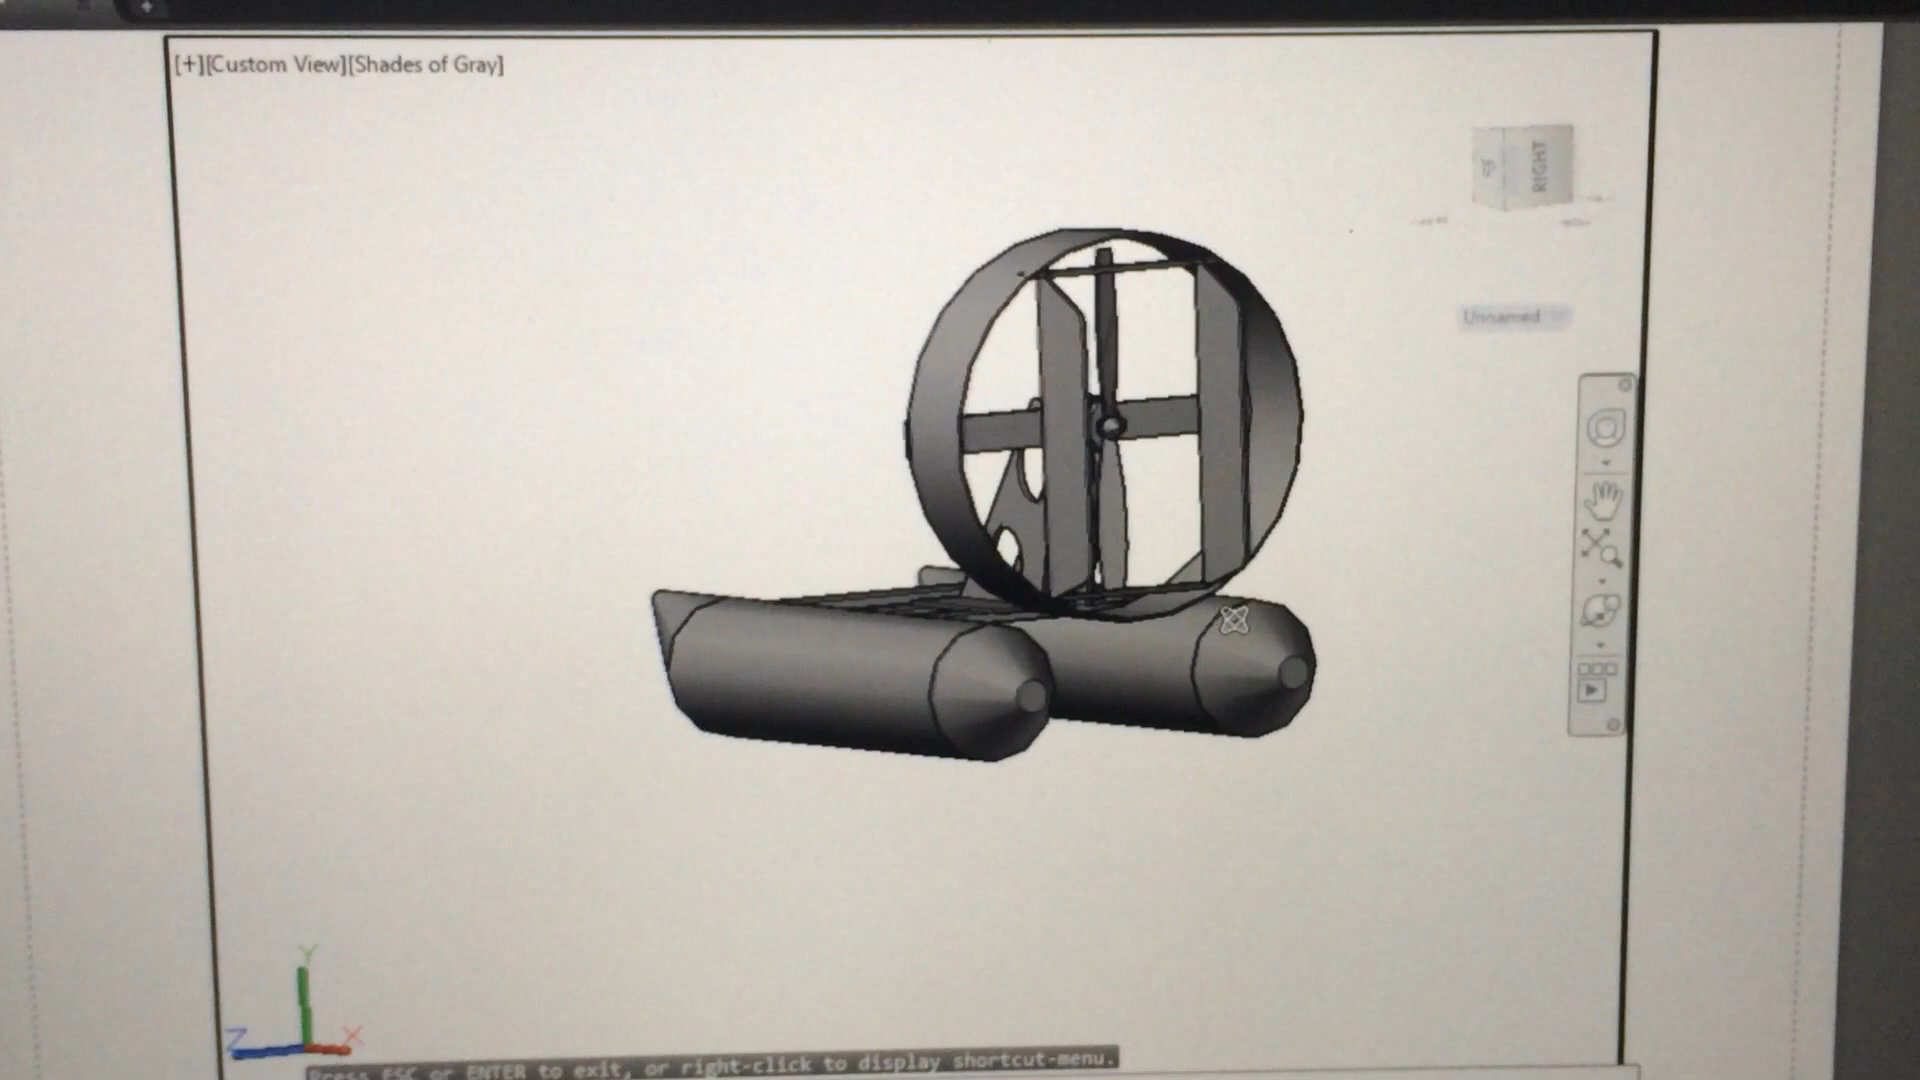 [+][Custom View][Shades of Gray]
RIGHT
Unnamed
Y
Z
X
Press ESC or ENTER to exit, or right-click to display shortcut-menu.